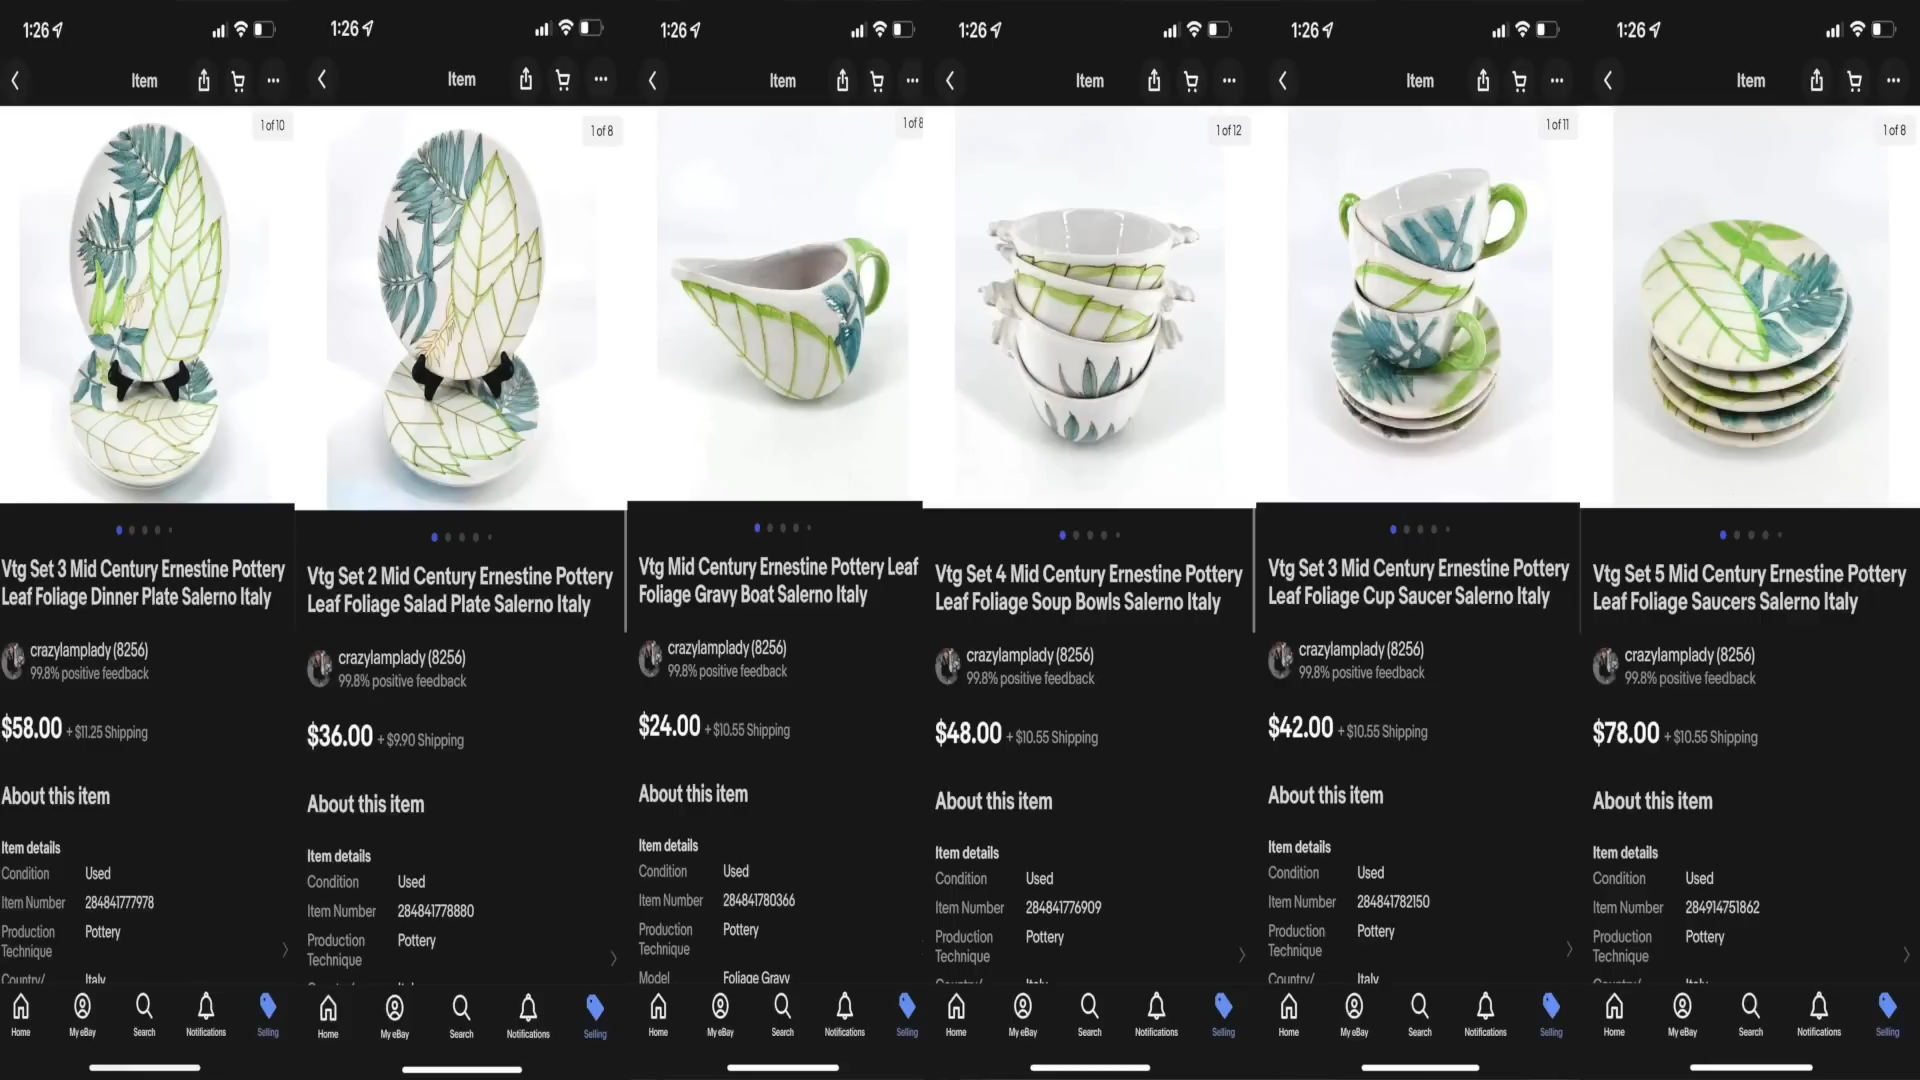 1:26
Item
1 of 10
Vtg Set 3 Mid Century Ernestine Pottery
Leaf Foliage Dinner Plate Salerno Italy
crazylamplady (8256)
99.8% positive feedback
$58.00 + $11.25 Shipping
About this item
Item details
Condition Used
Item Number 284841777978
Production Pottery
Technique
Country/ Italy
Home My eBay Search Notifications Selling
1:26
Item
1 of 8
Vtg Set 2 Mid Century Ernestine Pottery
Leaf Foliage Salad Plate Salerno Italy
crazylamplady (8256)
99.8% positive feedback
$36.00 + $9.90 Shipping
About this item
Item details
Condition Used
Item Number 284841778880
Production Pottery
Technique
Home My eBay Search Notifications Selling
1:26
Item
1 of 8
Vtg Mid Century Ernestine Pottery Leaf
Foliage Gravy Boat Salerno Italy
crazylamplady (8256)
99.8% positive feedback
$24.00 + $10.55 Shipping
About this item
Item details
Condition Used
Item Number 284841780366
Production Pottery
Technique
Model Foliage Gravy
Home My eBay Search Notifications Selling
1:26
Item
1 of 12
Vtg Set 4 Mid Century Ernestine Pottery
Leaf Foliage Soup Bowls Salerno Italy
crazylamplady (8256)
99.8% positive feedback
$48.00 + $10.55 Shipping
About this item
Item details
Condition Used
Item Number 284841776909
Production Pottery
Technique
Country/ Italy
Home My eBay Search Notifications Selling
1:26
Item
1 of 11
Vtg Set 3 Mid Century Ernestine Pottery
Leaf Foliage Cup Saucer Salerno Italy
crazylamplady (8256)
99.8% positive feedback
$42.00 + $10.55 Shipping
About this item
Item details
Condition Used
Item Number 284841782150
Production Pottery
Technique
Country/ Italy
Home My eBay Search Notifications Selling
1:26
Item
1 of 8
Vtg Set 5 Mid Century Ernestine Pottery
Leaf Foliage Saucers Salerno Italy
crazylamplady (8256)
99.8% positive feedback
$78.00 + $10.55 Shipping
About this item
Item details
Condition Used
Item Number 284914751862
Production Pottery
Technique
Country/ Italy
Home My eBay Search Notifications Selling